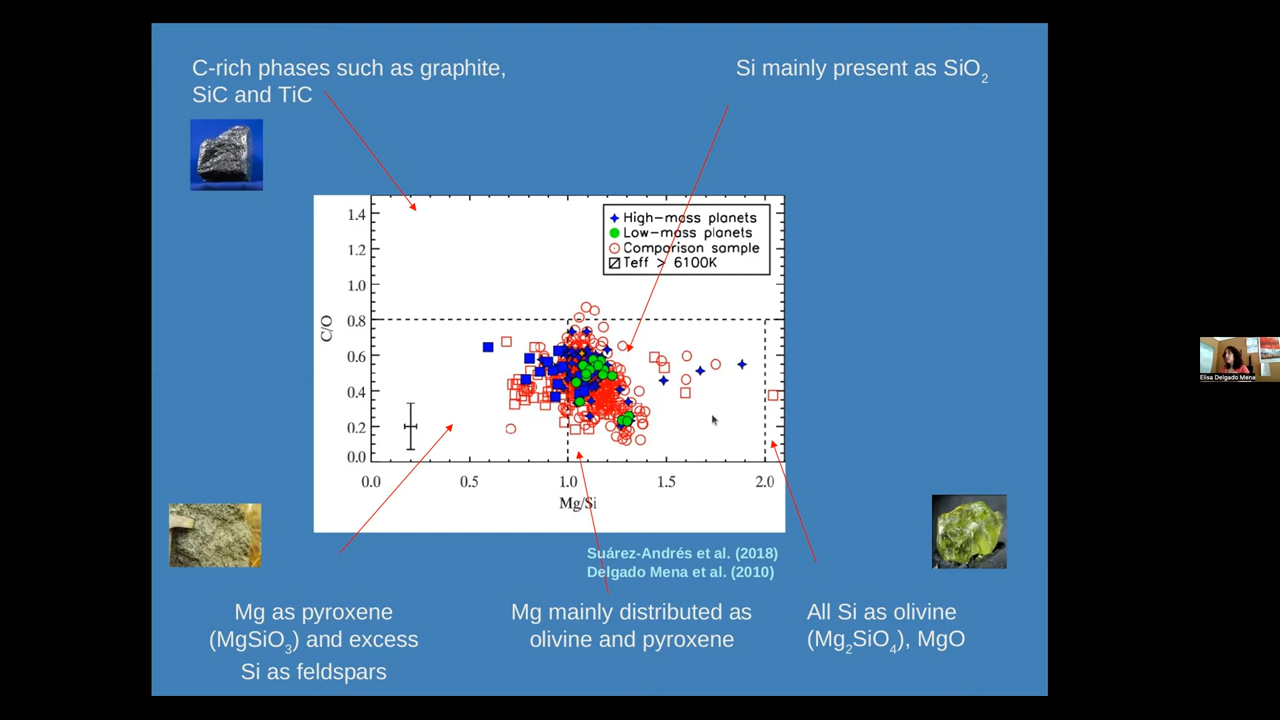 C-rich phases such as graphite,
SiC and TiC
Si mainly present as SiO2
High-mass planets
Low-mass planets
Comparison sample
Teff > 6100K
1.4
1.2
1.0
0.8
0.6
0.4
0.2
0.0
C/O
0.0 0.5 1.0 1.5 2.0
Mg/Si
Suárez-Andrés et al. (2018)
Delgado Mena et al. (2010)
Mg as pyroxene
(MgSiO3) and excess
Si as feldspars
Mg mainly distributed as
olivine and pyroxene
All Si as olivine
(Mg2SiO4), MgO
Elisa Delgado Mena